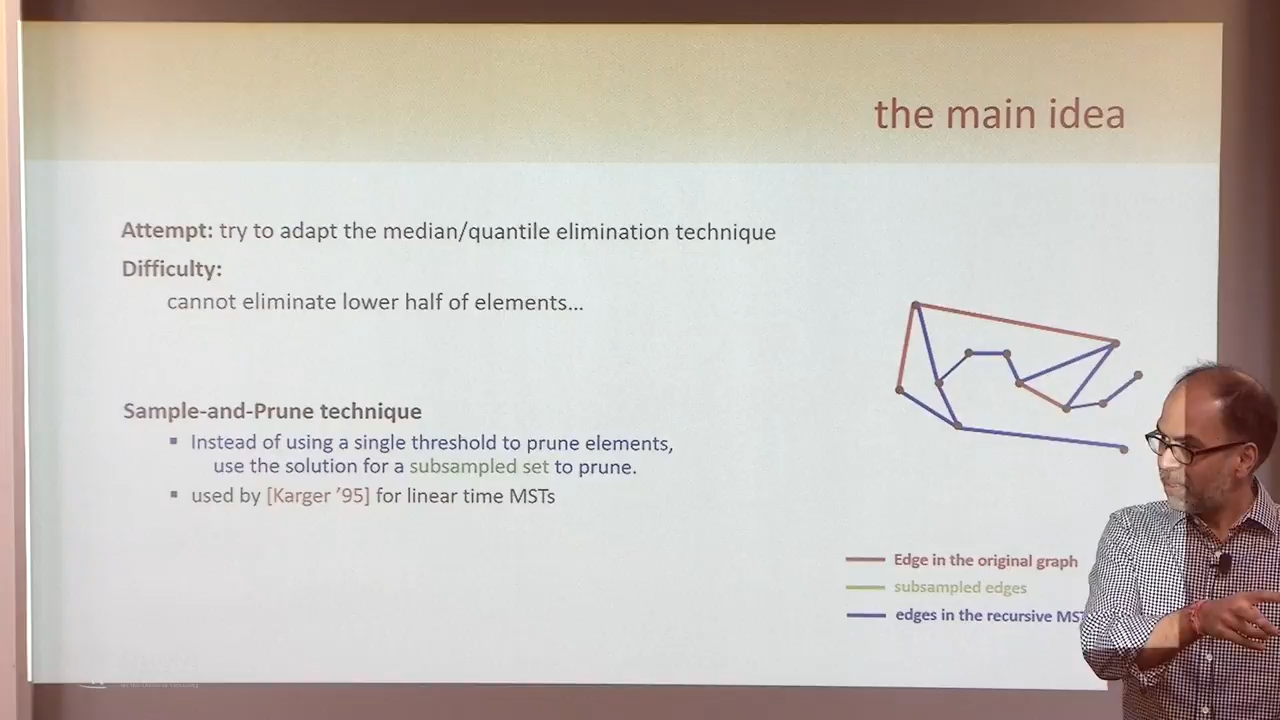 the main idea
Attempt: try to adapt the median/quantile elimination technique
Difficulty:
cannot eliminate lower half of elements...
Sample-and-Prune technique
▪ Instead of using a single threshold to prune elements,
use the solution for a subsampled set to prune.
▪ used by [Karger ’95] for linear time MSTs
Edge in the original graph
subsampled edges
edges in the recursive